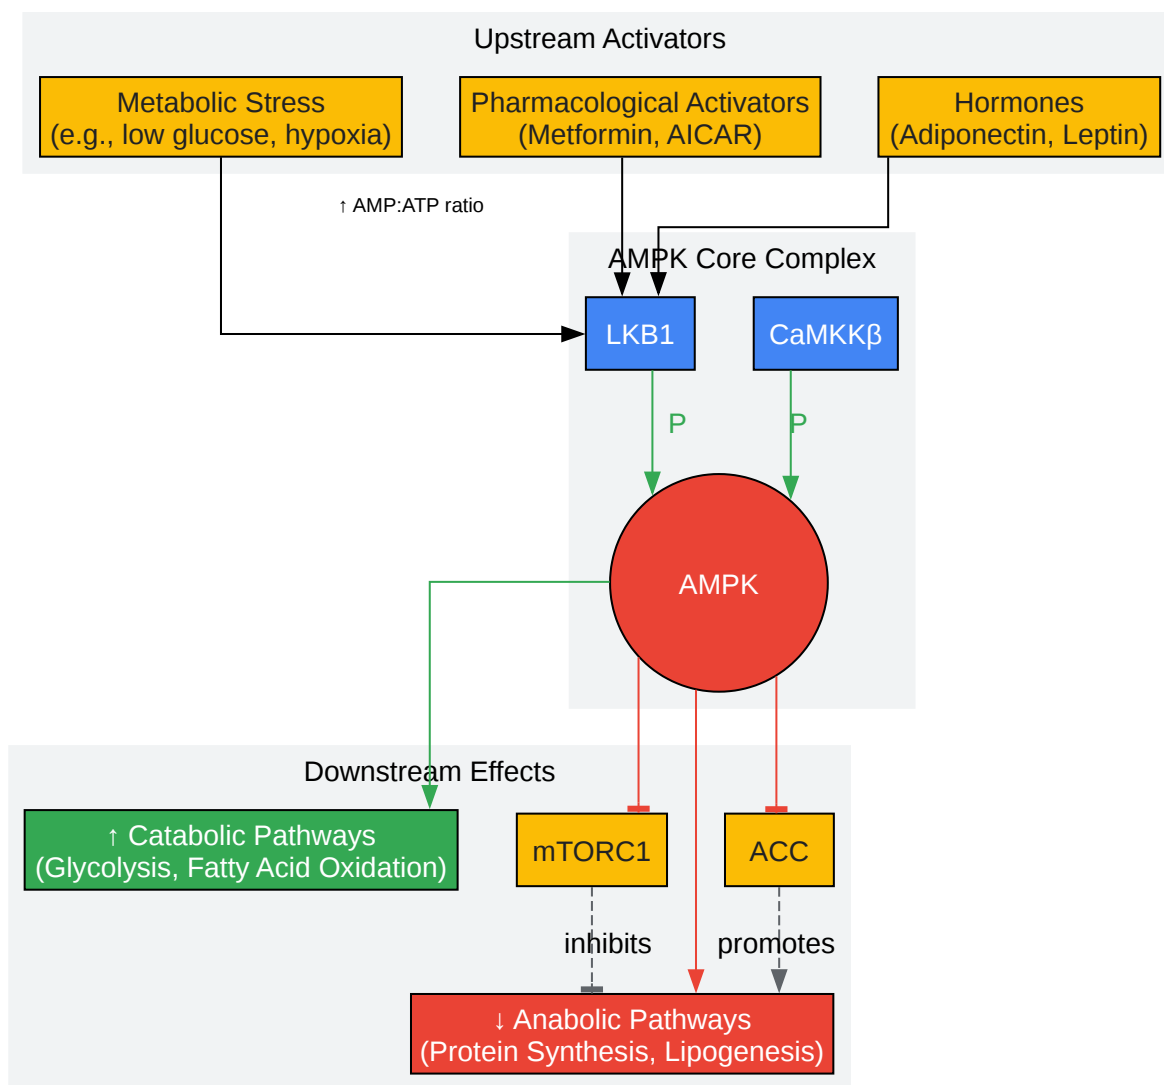 Upstream Activators
Metabolic Stress
(e.g., low glucose, hypoxia)
Pharmacological Activators
(Metformin, AICAR)
Hormones
(Adiponectin, Leptin)
↑ AMP:ATP ratio
AMPK Core Complex
LKB1
CaMKKβ
P
P
AMPK
Downstream Effects
↑ Catabolic Pathways
(Glycolysis, Fatty Acid Oxidation)
mTORC1
ACC
inhibits
promotes
↓ Anabolic Pathways
(Protein Synthesis, Lipogenesis)